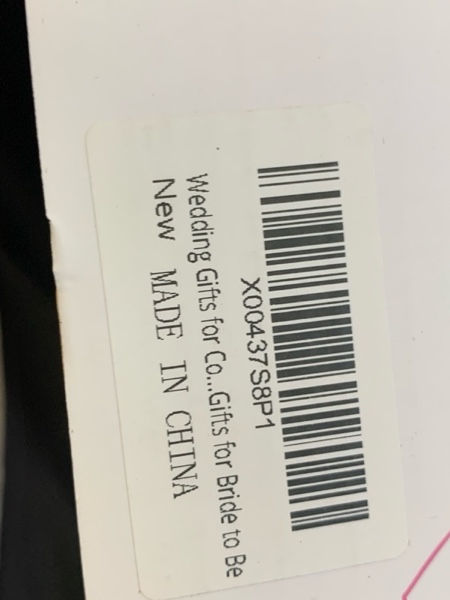 X00437S8P1
Wedding Gifts for Co...Gifts for Bride to Be
New MADE IN CHINA